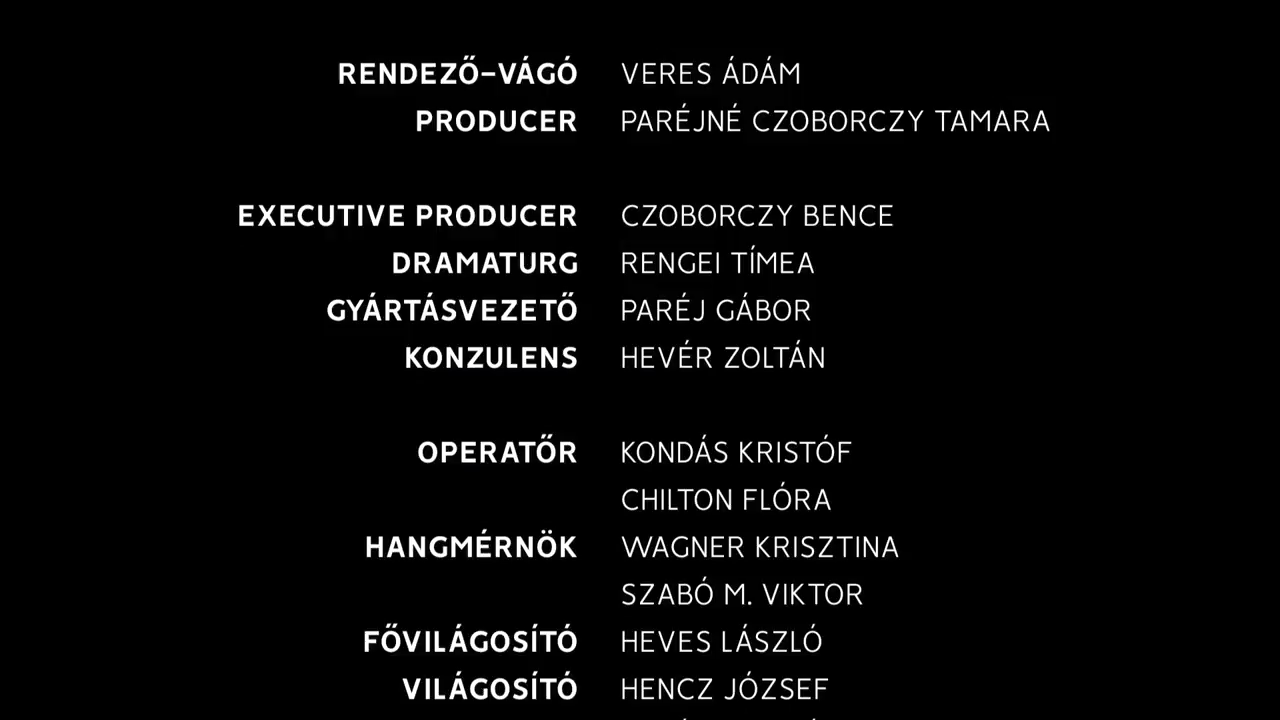 RENDEZŐ-VÁGÓ VERES ÁDÁM
PRODUCER PARÉJNÉ CZOBORCZY TAMARA
EXECUTIVE PRODUCER CZOBORCZY BENCE
DRAMATURG RENGEI TÍMEA
GYÁRTÁSVEZETŐ PARÉJ GÁBOR
KONZULENS HEVÉR ZOLTÁN
OPERATŐR KONDÁS KRISTÓF
CHILTON FLÓRA
HANGMÉRNÖK WAGNER KRISZTINA
SZABÓ M. VIKTOR
FŐVILÁGOSÍTÓ HEVES LÁSZLÓ
VILÁGOSÍTÓ HENCZ JÓZSEF